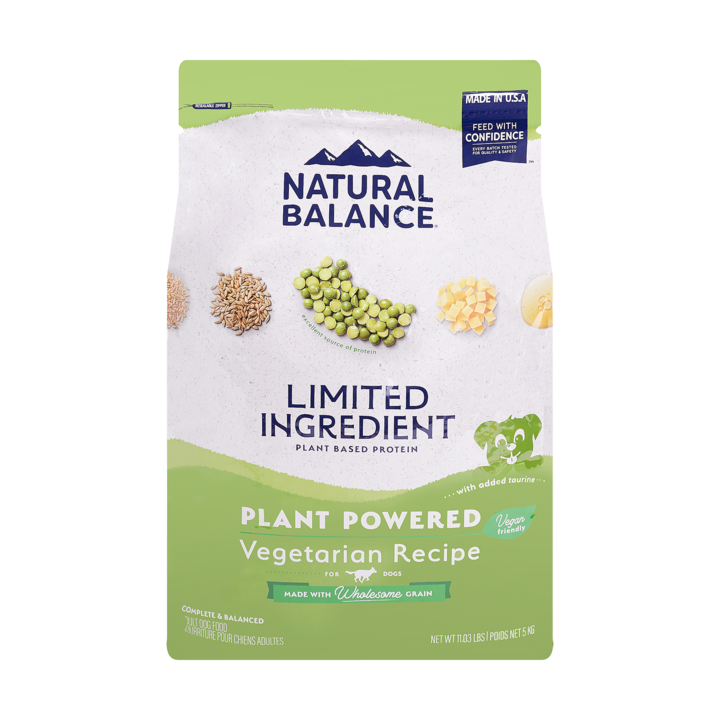 RESEALABLE ZIPPER
MADE IN U.S.A
FEED WITH
CONFIDENCE
EVERY BATCH TESTED
FOR QUALITY & SAFETY
NATURAL
BALANCE
excellent source of protein
LIMITED
INGREDIENT
PLANT BASED PROTEIN
...with added taurine...
PLANT POWERED
Vegan
friendly
Vegetarian Recipe
FOR DOGS
MADE WITH Wholesome GRAIN
COMPLETE & BALANCED
DOG FOOD
POUR CHIENS ADULTES
NET WT 11.03 LBS | POIDS NET 5 KG